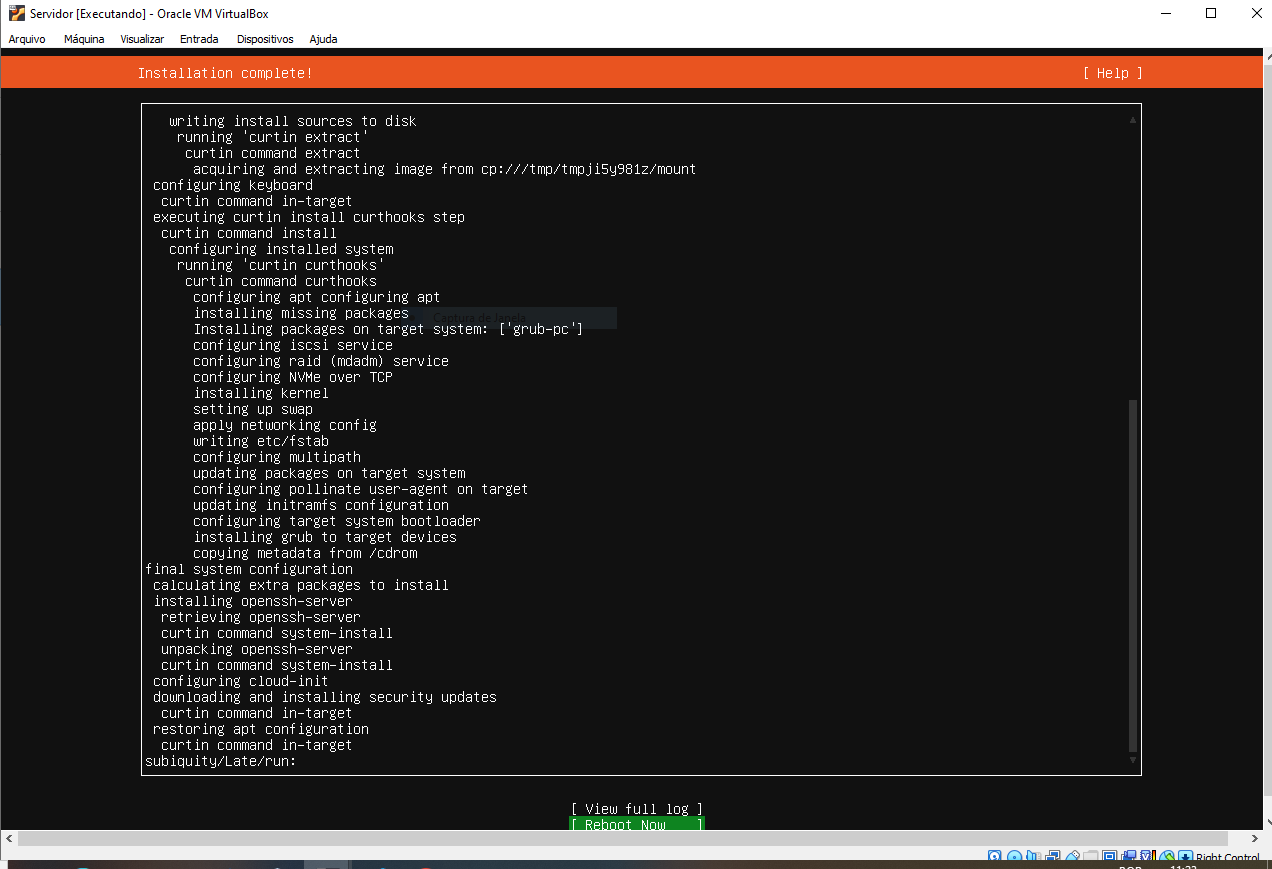 Servidor [Executando] - Oracle VM VirtualBox
Arquivo Máquina Visualizar Entrada Dispositivos Ajuda
Installation complete! [ Help ]
writing install sources to disk
running 'curtin extract'
curtin command extract
acquiring and extracting image from cp:///tmp/tmpji5y981z/mount
configuring keyboard
curtin command in-target
executing curtin install curthooks step
curtin command install
configuring installed system
running 'curtin curthooks'
curtin command curthooks
configuring apt configuring apt
installing missing packages
Captura de Janela
Installing packages on target system: ['grub-pc']
configuring iscsi service
configuring raid (mdadm) service
configuring NVMe over TCP
installing kernel
setting up swap
apply networking config
writing etc/fstab
configuring multipath
updating packages on target system
configuring pollinate user-agent on target
updating initramfs configuration
configuring target system bootloader
installing grub to target devices
copying metadata from /cdrom
final system configuration
calculating extra packages to install
installing openssh-server
retrieving openssh-server
curtin command system-install
unpacking openssh-server
curtin command system-install
configuring cloud-init
downloading and installing security updates
curtin command in-target
restoring apt configuration
curtin command in-target
subiquity/Late/run:
[ View full log ]
[ Reboot Now ]
Right Control